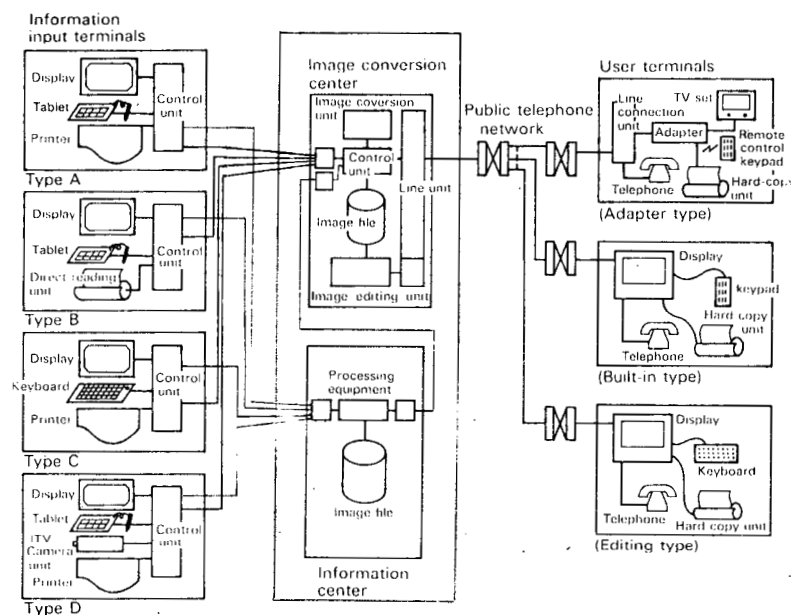 Information
input terminals
Display
Tablet
Printer
Control
unit
Type A
Display
Tablet
Direct reading
unit
Control
unit
Type B
Display
Keyboard
Printer
Control
unit
Type C
Display
Tablet
ITV
Camera
unit
Printer
Control
unit
Type D
Image conversion
center
Image coversion
unit
Control
unit
Line unit
Image file
Image editing unit
Processing
equipment
Image file
Information
center
Public telephone
network
User terminals
Line
connection
unit
TV set
Adapter
Remote
control
keypad
Telephone
Hard-copy
unit
(Adapter type)
Display
keypad
Hard copy
unit
Telephone
(Built-in type)
Display
Keyboard
Telephone
Hard copy unit
(Editing type)